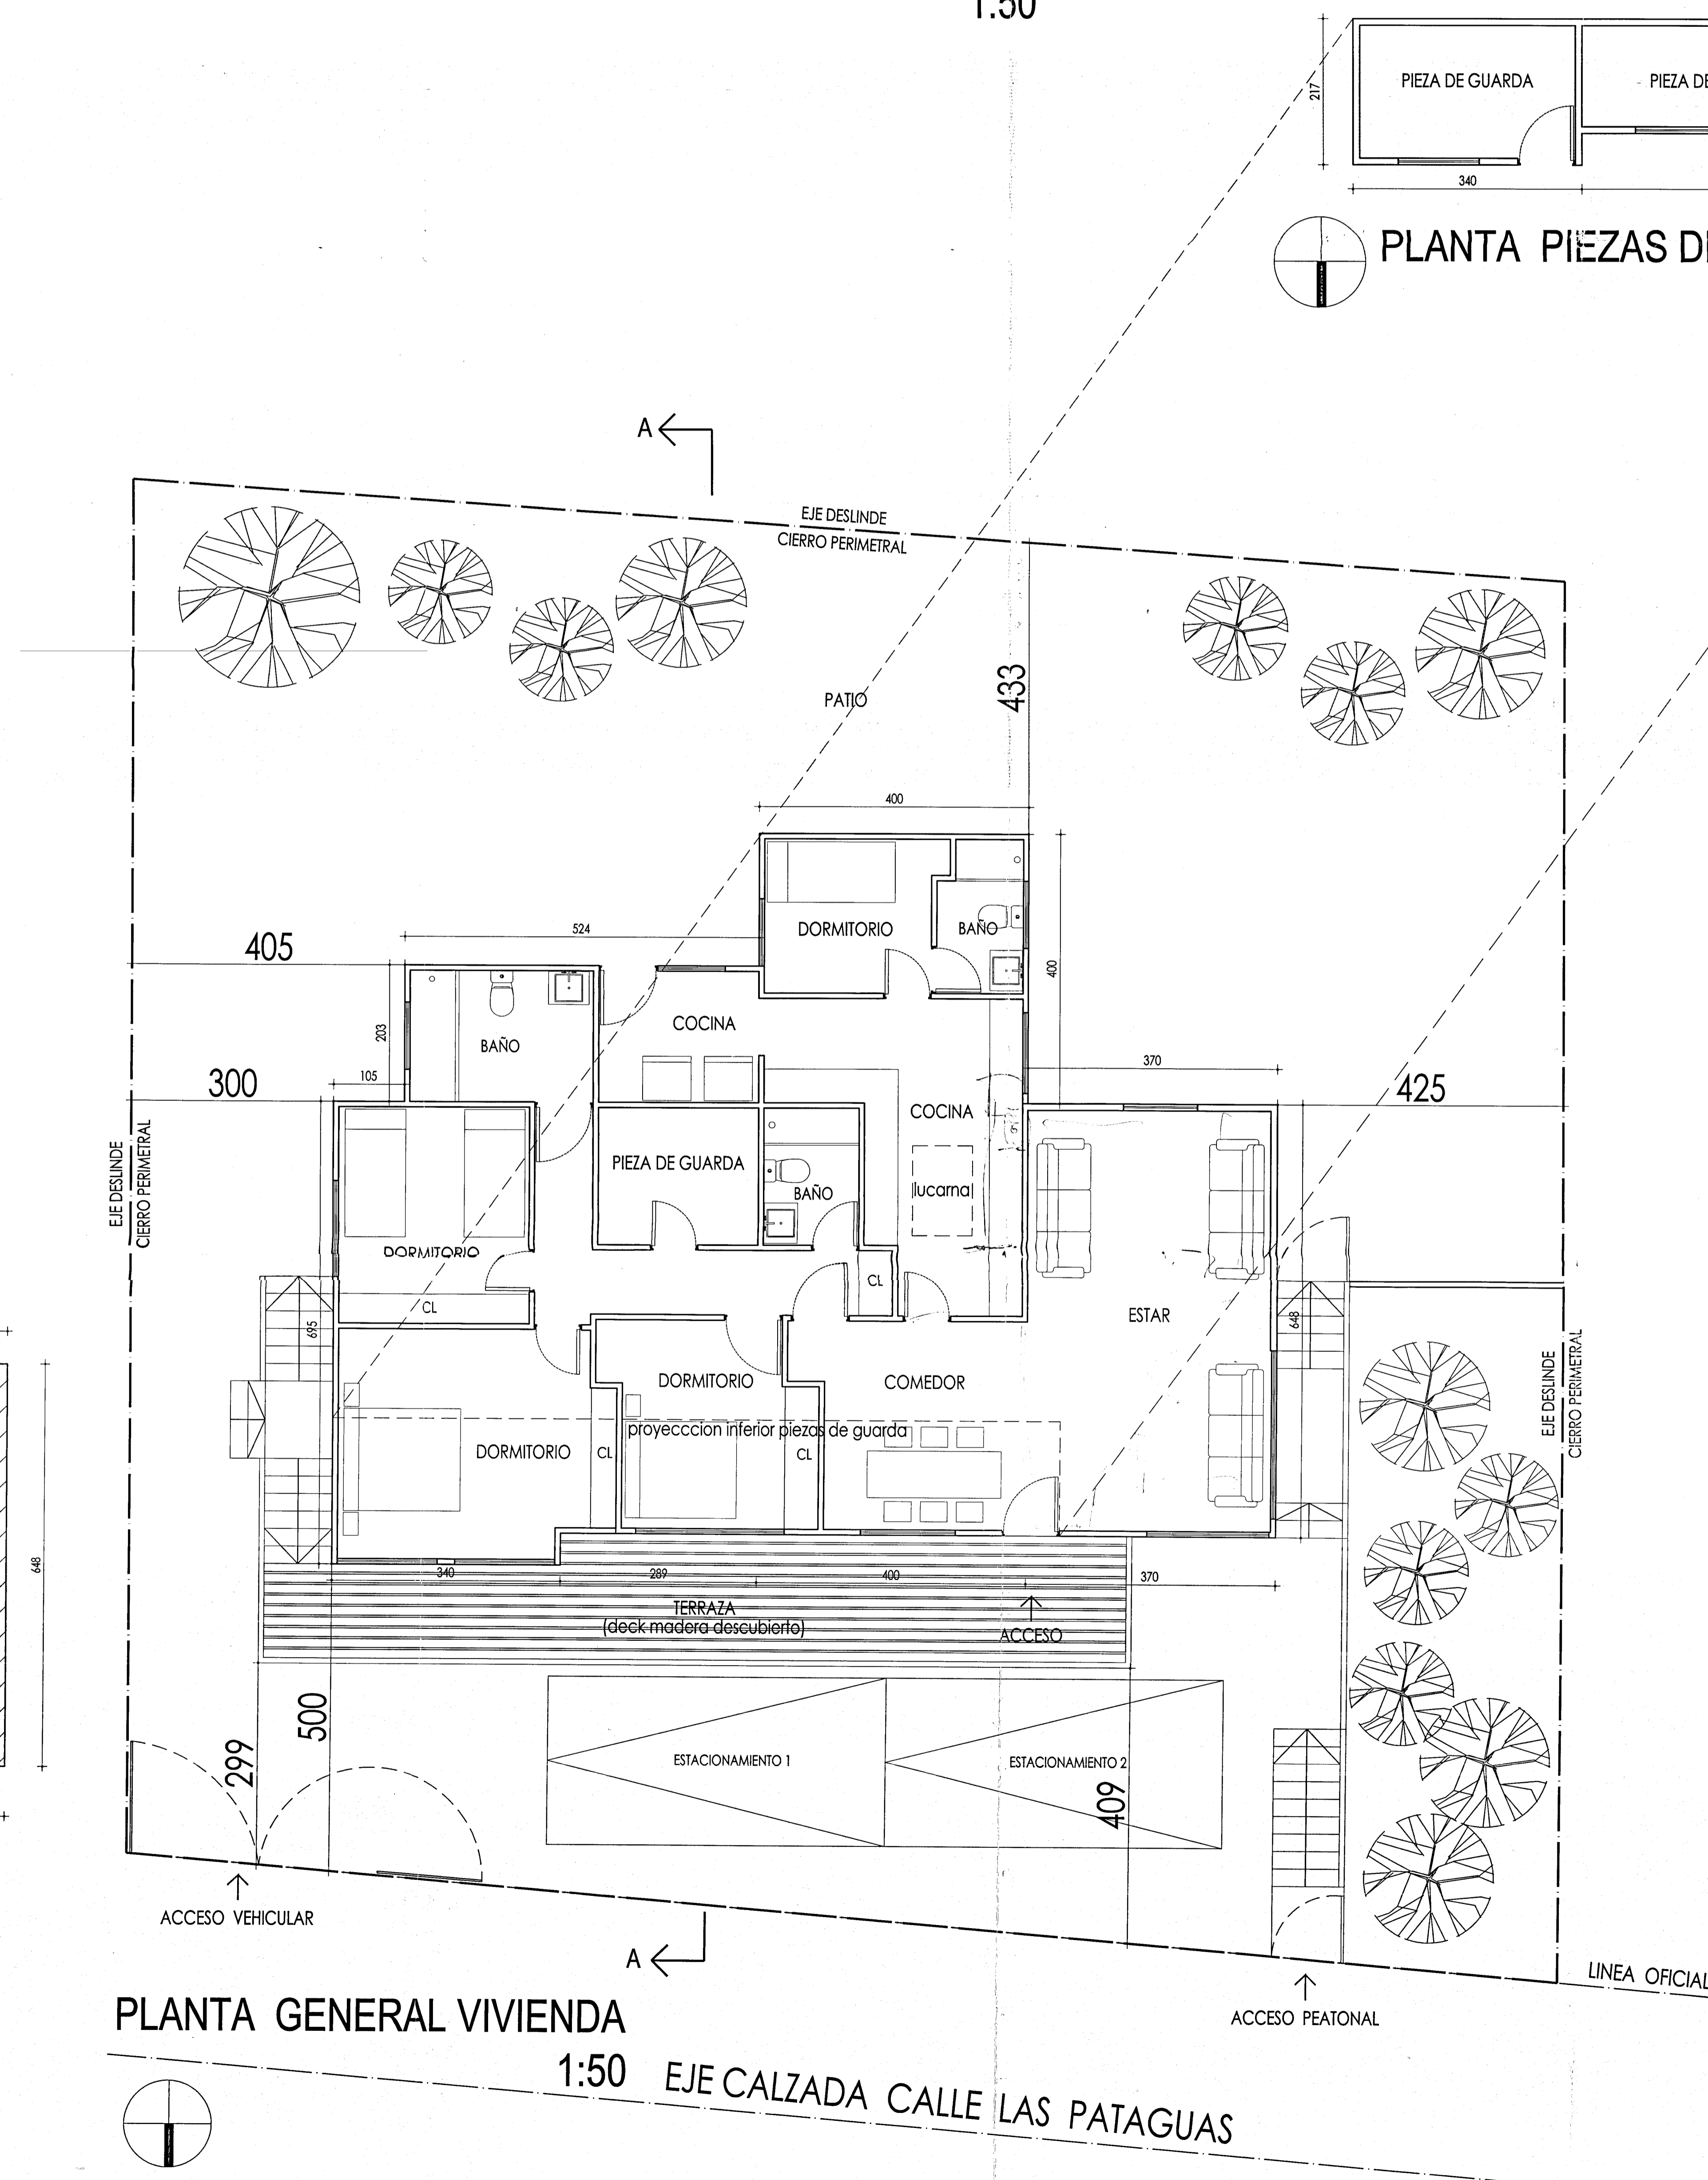 1:50
PIEZA DE GUARDA
PIEZA DE
217
340
PLANTA PIEZAS D
A
EJE DESLINDE
CIERRO PERIMETRAL
433
PATIO
400
DORMITORIO
BAÑO
405
524
400
203
COCINA
BAÑO
300
105
370
425
COCINA
EJE DESLINDE
CIERRO PERIMETRAL
PIEZA DE GUARDA
BAÑO
lucarna
DORMITORIO
CL
CL
695
ESTAR
648
DORMITORIO
COMEDOR
EJE DESLINDE
CIERRO PERIMETRAL
proyecccion inferior piezas de guarda
DORMITORIO
CL
CL
648
340
289
400
370
TERRAZA
(deck madera descubierto)
ACCESO
500
299
ESTACIONAMIENTO 1
ESTACIONAMIENTO 2
409
ACCESO VEHICULAR
A
LINEA OFICIAL
ACCESO PEATONAL
PLANTA GENERAL VIVIENDA
1:50
EJE CALZADA CALLE LAS PATAGUAS